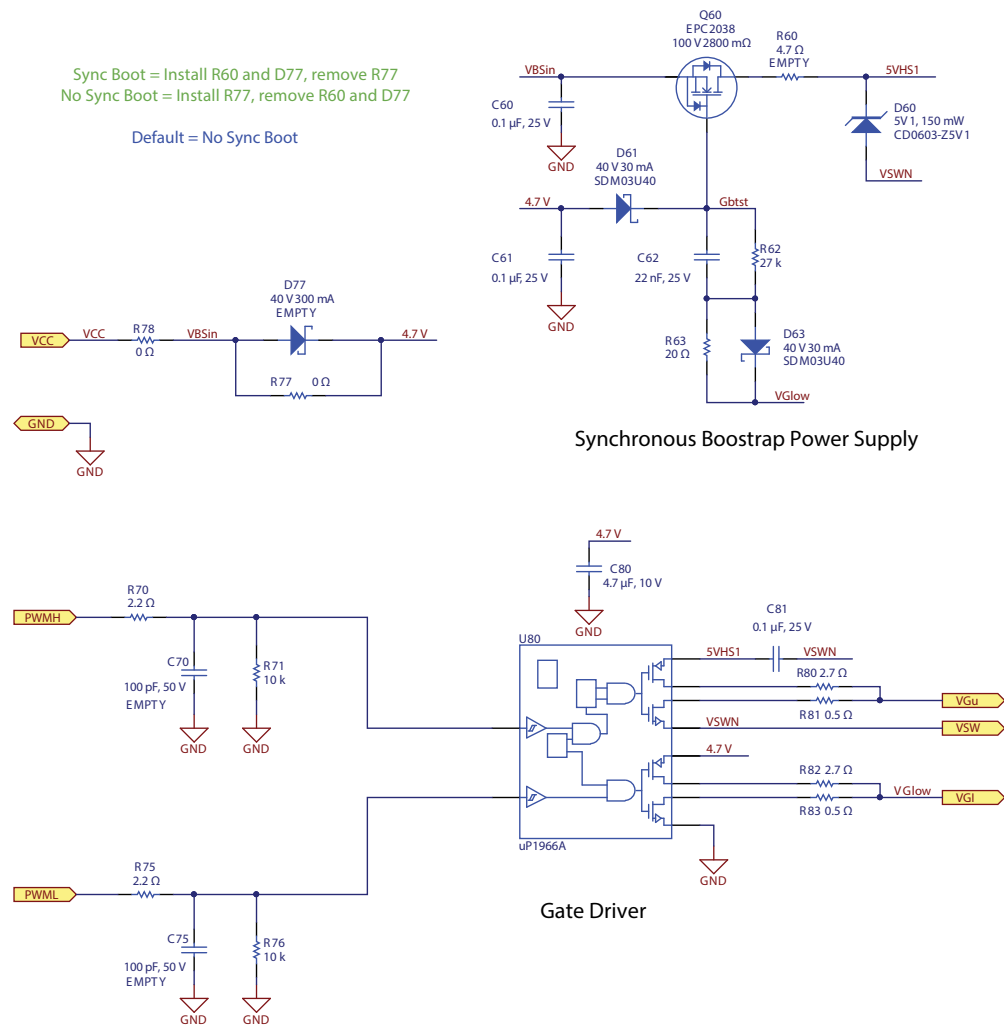 Sync Boot = Install R60 and D77, remove R77
No Sync Boot = Install R77, remove R60 and D77
Default = No Sync Boot
Q60
EPC2038
100 V 2800 mΩ
R60
4.7 Ω
EMPTY
VBSin
5VHS1
C60
0.1 µF, 25 V
GND
D60
5V1, 150 mW
CD0603-Z5V1
VSWN
D61
40 V 30 mA
SDM03U40
4.7 V
Gbtst
C61
0.1 µF, 25 V
GND
C62
22 nF, 25 V
R62
27 k
R63
20 Ω
D63
40 V 30 mA
SDM03U40
VGlow
Synchronous Boostrap Power Supply
D77
40 V 300 mA
EMPTY
VCC
VCC
R78
0 Ω
VBSin
4.7 V
R77
0 Ω
GND
GND
4.7 V
C80
4.7 µF, 10 V
GND
PWMH
R70
2.2 Ω
C70
100 pF, 50 V
EMPTY
R71
10 k
GND
GND
U80
C81
0.1 µF, 25 V
5VHS1
VSWN
R80 2.7 Ω
R81 0.5 Ω
VGu
VSWN
VSW
4.7 V
R82 2.7 Ω
R83 0.5 Ω
VGlow
VGl
GND
uP1966A
Gate Driver
PWML
R75
2.2 Ω
C75
100 pF, 50 V
EMPTY
R76
10 k
GND
GND